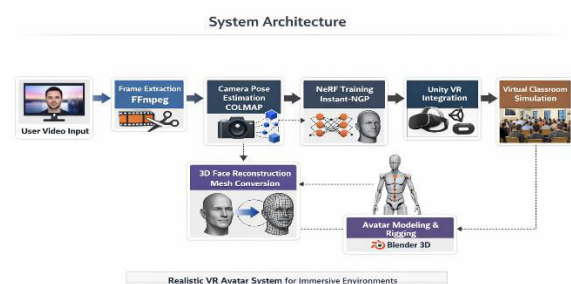 System Architecture
User Video Input
Frame Extraction
FFmpeg
Camera Pose
Estimation
COLMAP
NeRF Training
Instant-NGP
Unity VR
Integration
Virtual Classroom
Simulation
3D Face Reconstruction
Mesh Conversion
Avatar Modeling &
Rigging
Blender 3D
Realistic VR Avatar System for Immersive Environments